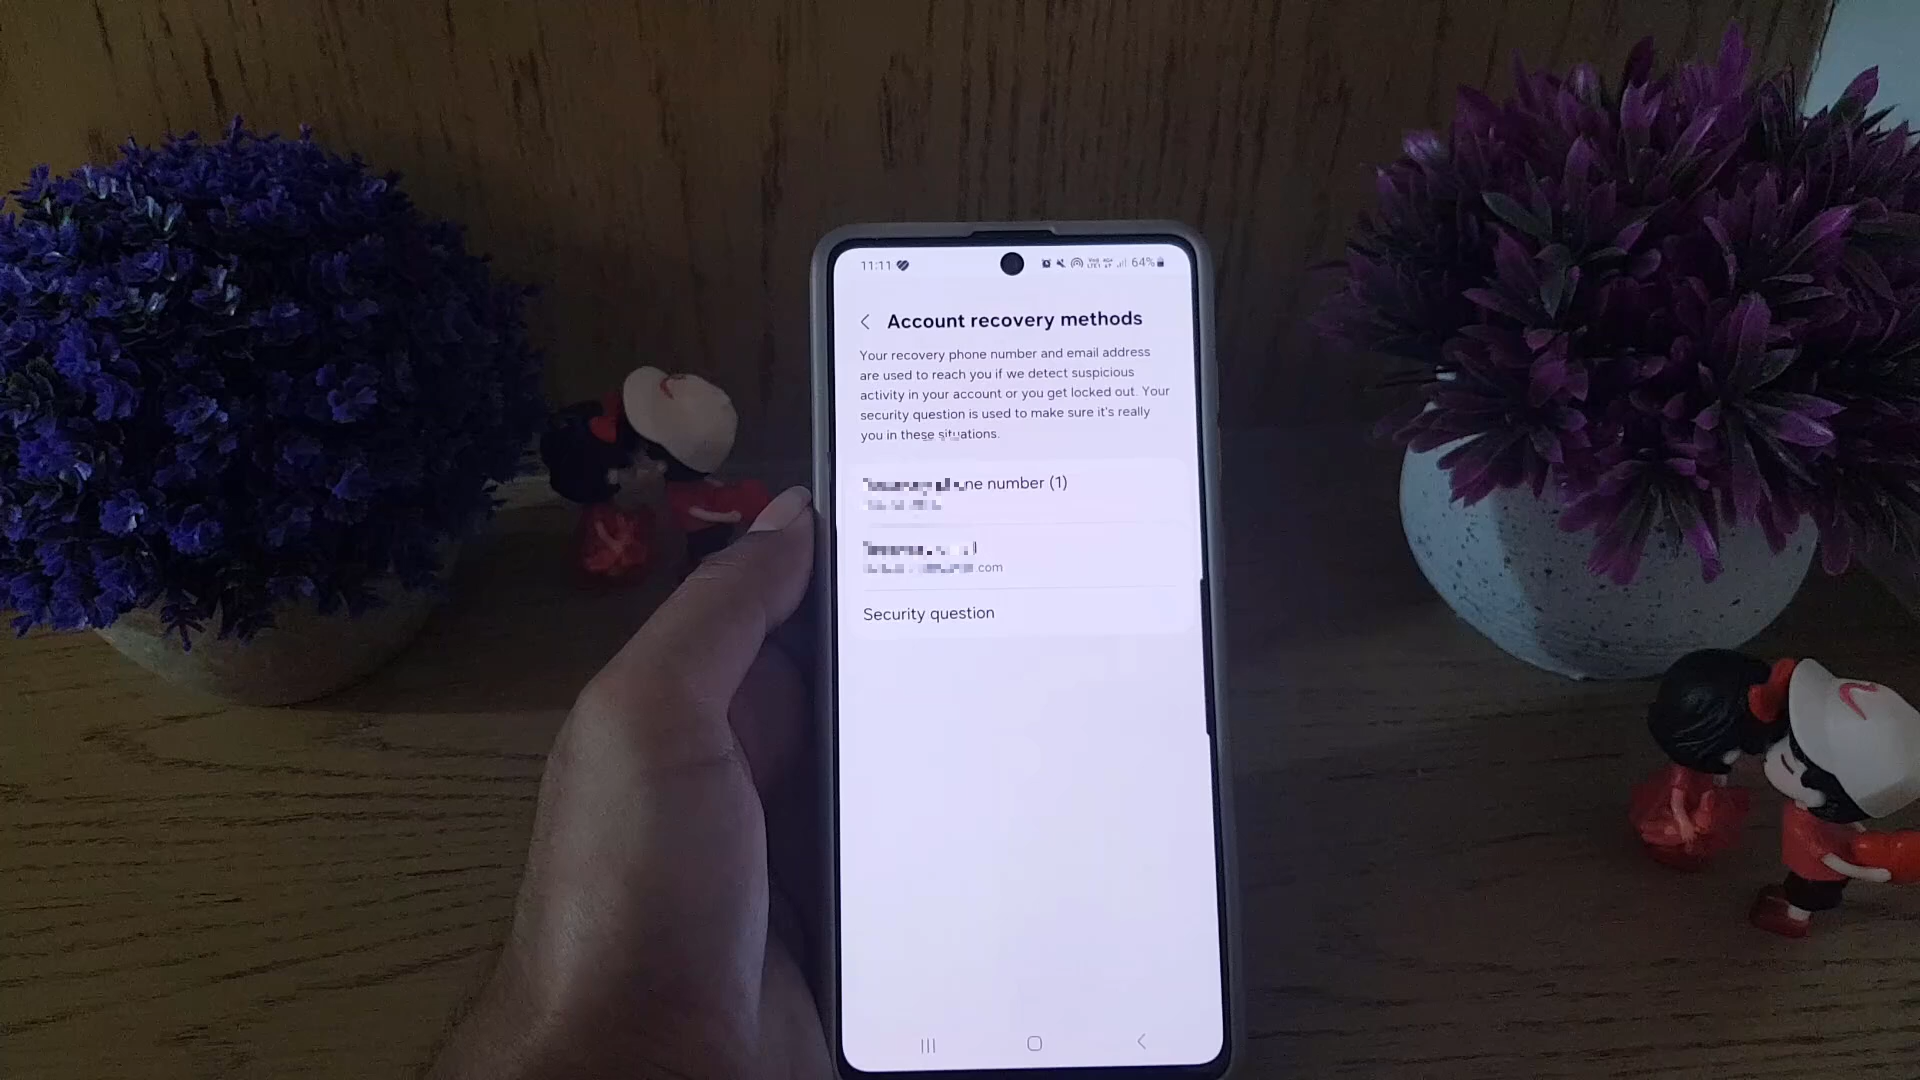 11:11 64%
Account recovery methods
Your recovery phone number and email address
are used to reach you if we detect suspicious
activity in your account or you get locked out. Your
security question is used to make sure it's really
you in these situations.
number (1)
.com
Security question